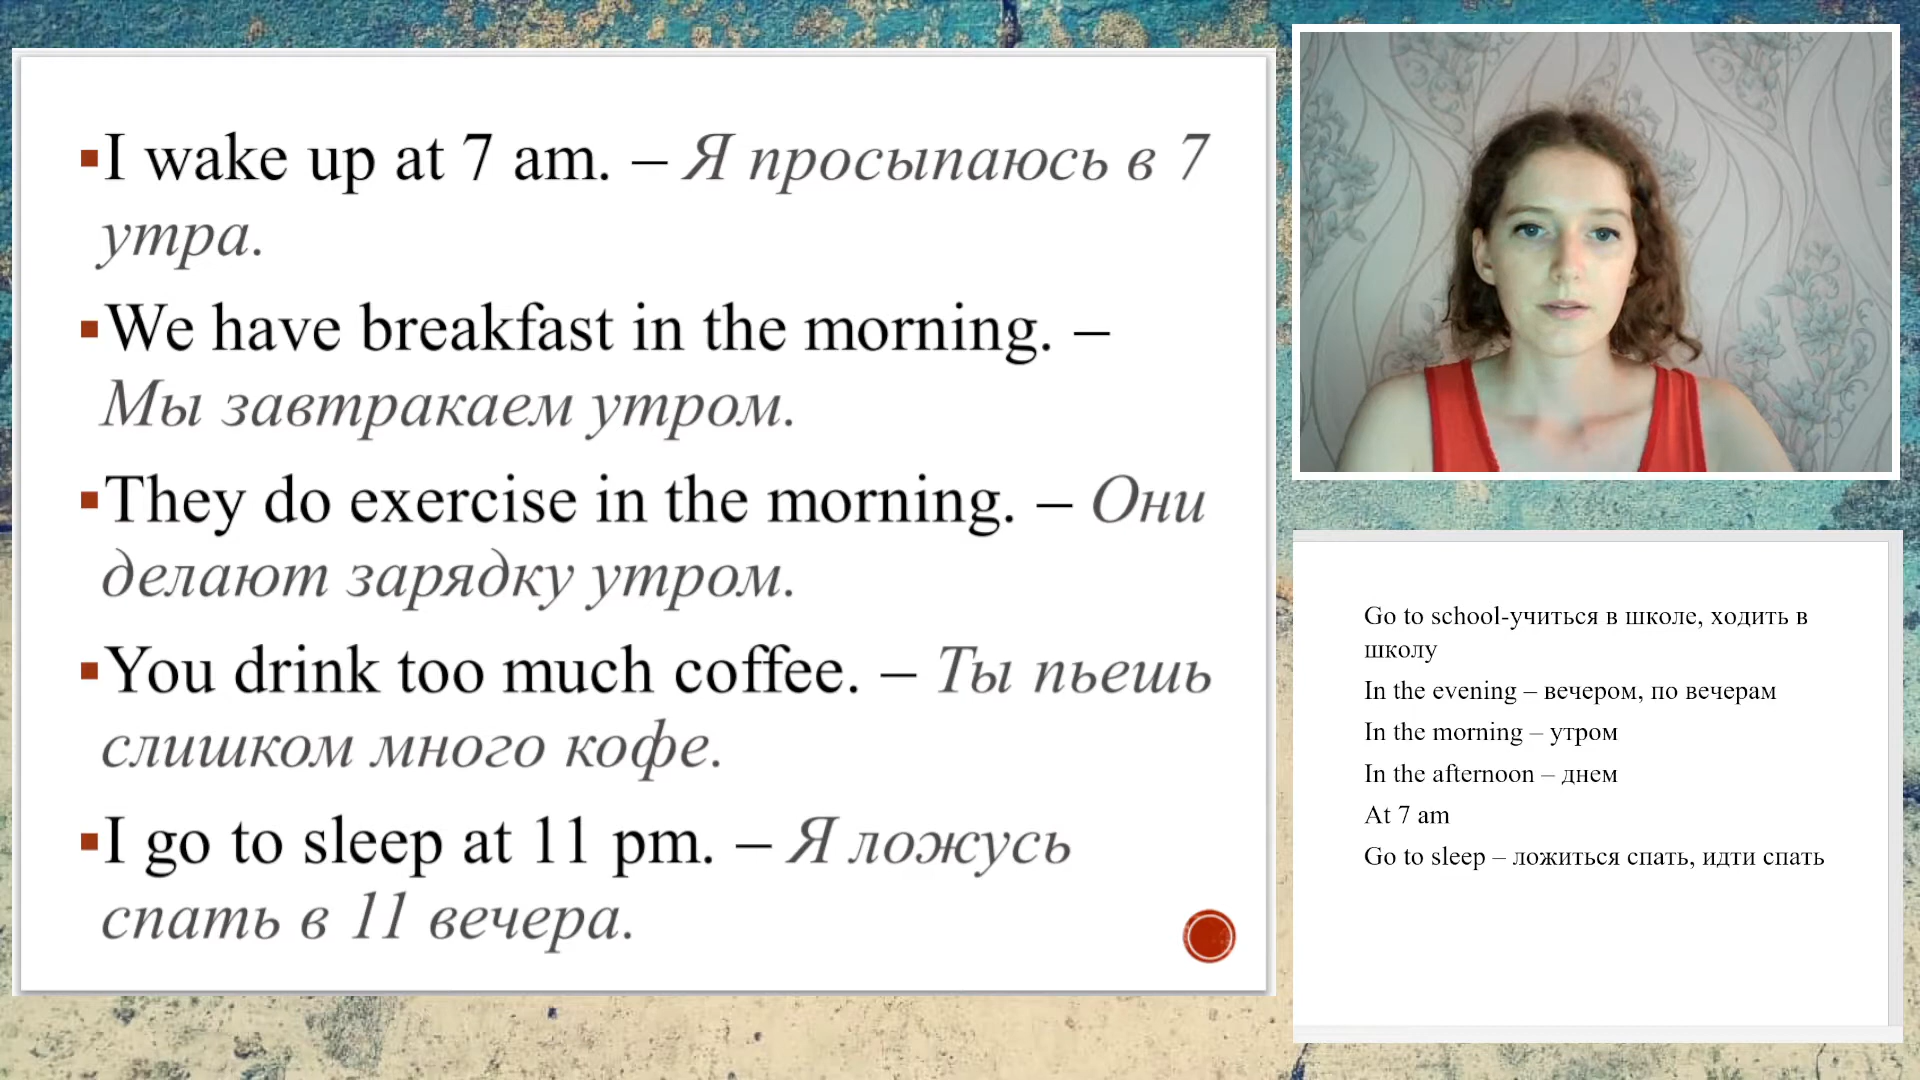 ▪I wake up at 7 am. – Я просыпаюсь в 7
утра.
▪We have breakfast in the morning. –
Мы завтракаем утром.
▪They do exercise in the morning. – Они
делают зарядку утром.
▪You drink too much coffee. – Ты пьешь
слишком много кофе.
▪I go to sleep at 11 pm. – Я ложусь
спать в 11 вечера.
Go to school-учиться в школе, ходить в
школу
In the evening – вечером, по вечерам
In the morning – утром
In the afternoon – днем
At 7 am
Go to sleep – ложиться спать, идти спать